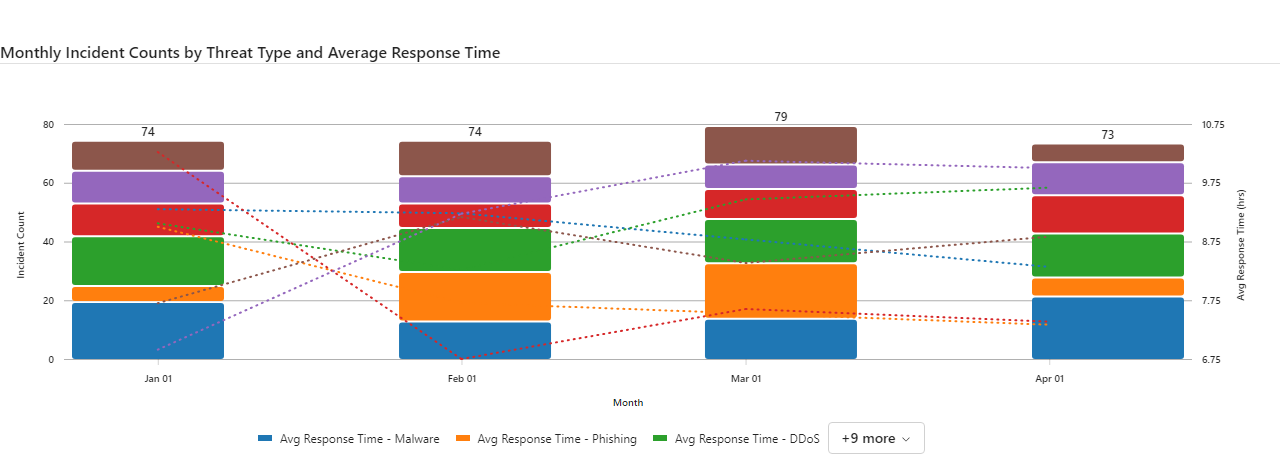 Monthly Incident Counts by Threat Type and Average Response Time
74
74
79
73
80
60
40
20
0
Incident Count
10.75
9.75
8.75
7.75
6.75
Avg Response Time (hrs)
Jan 01
Feb 01
Mar 01
Apr 01
Month
Avg Response Time - Malware
Avg Response Time - Phishing
Avg Response Time - DDoS
+9 more